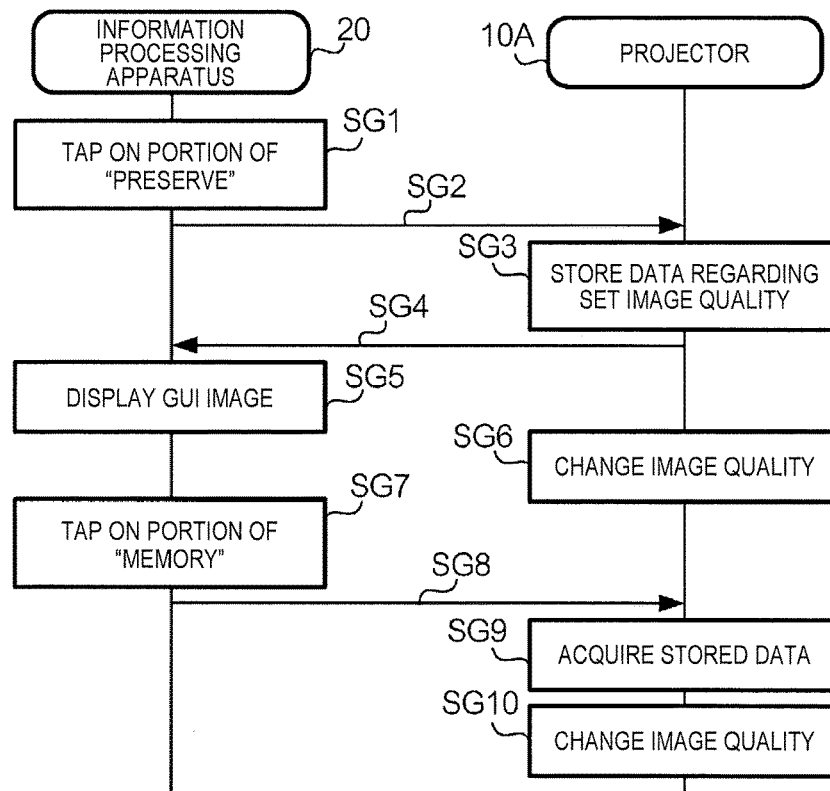 INFORMATION
PROCESSING
APPARATUS
20
10A
PROJECTOR
SG1
TAP ON PORTION OF
“PRESERVE”
SG2
SG3
STORE DATA REGARDING
SET IMAGE QUALITY
SG4
DISPLAY GUI IMAGE
SG5
SG6
CHANGE IMAGE QUALITY
SG7
TAP ON PORTION OF
“MEMORY”
SG8
SG9
ACQUIRE STORED DATA
SG10
CHANGE IMAGE QUALITY